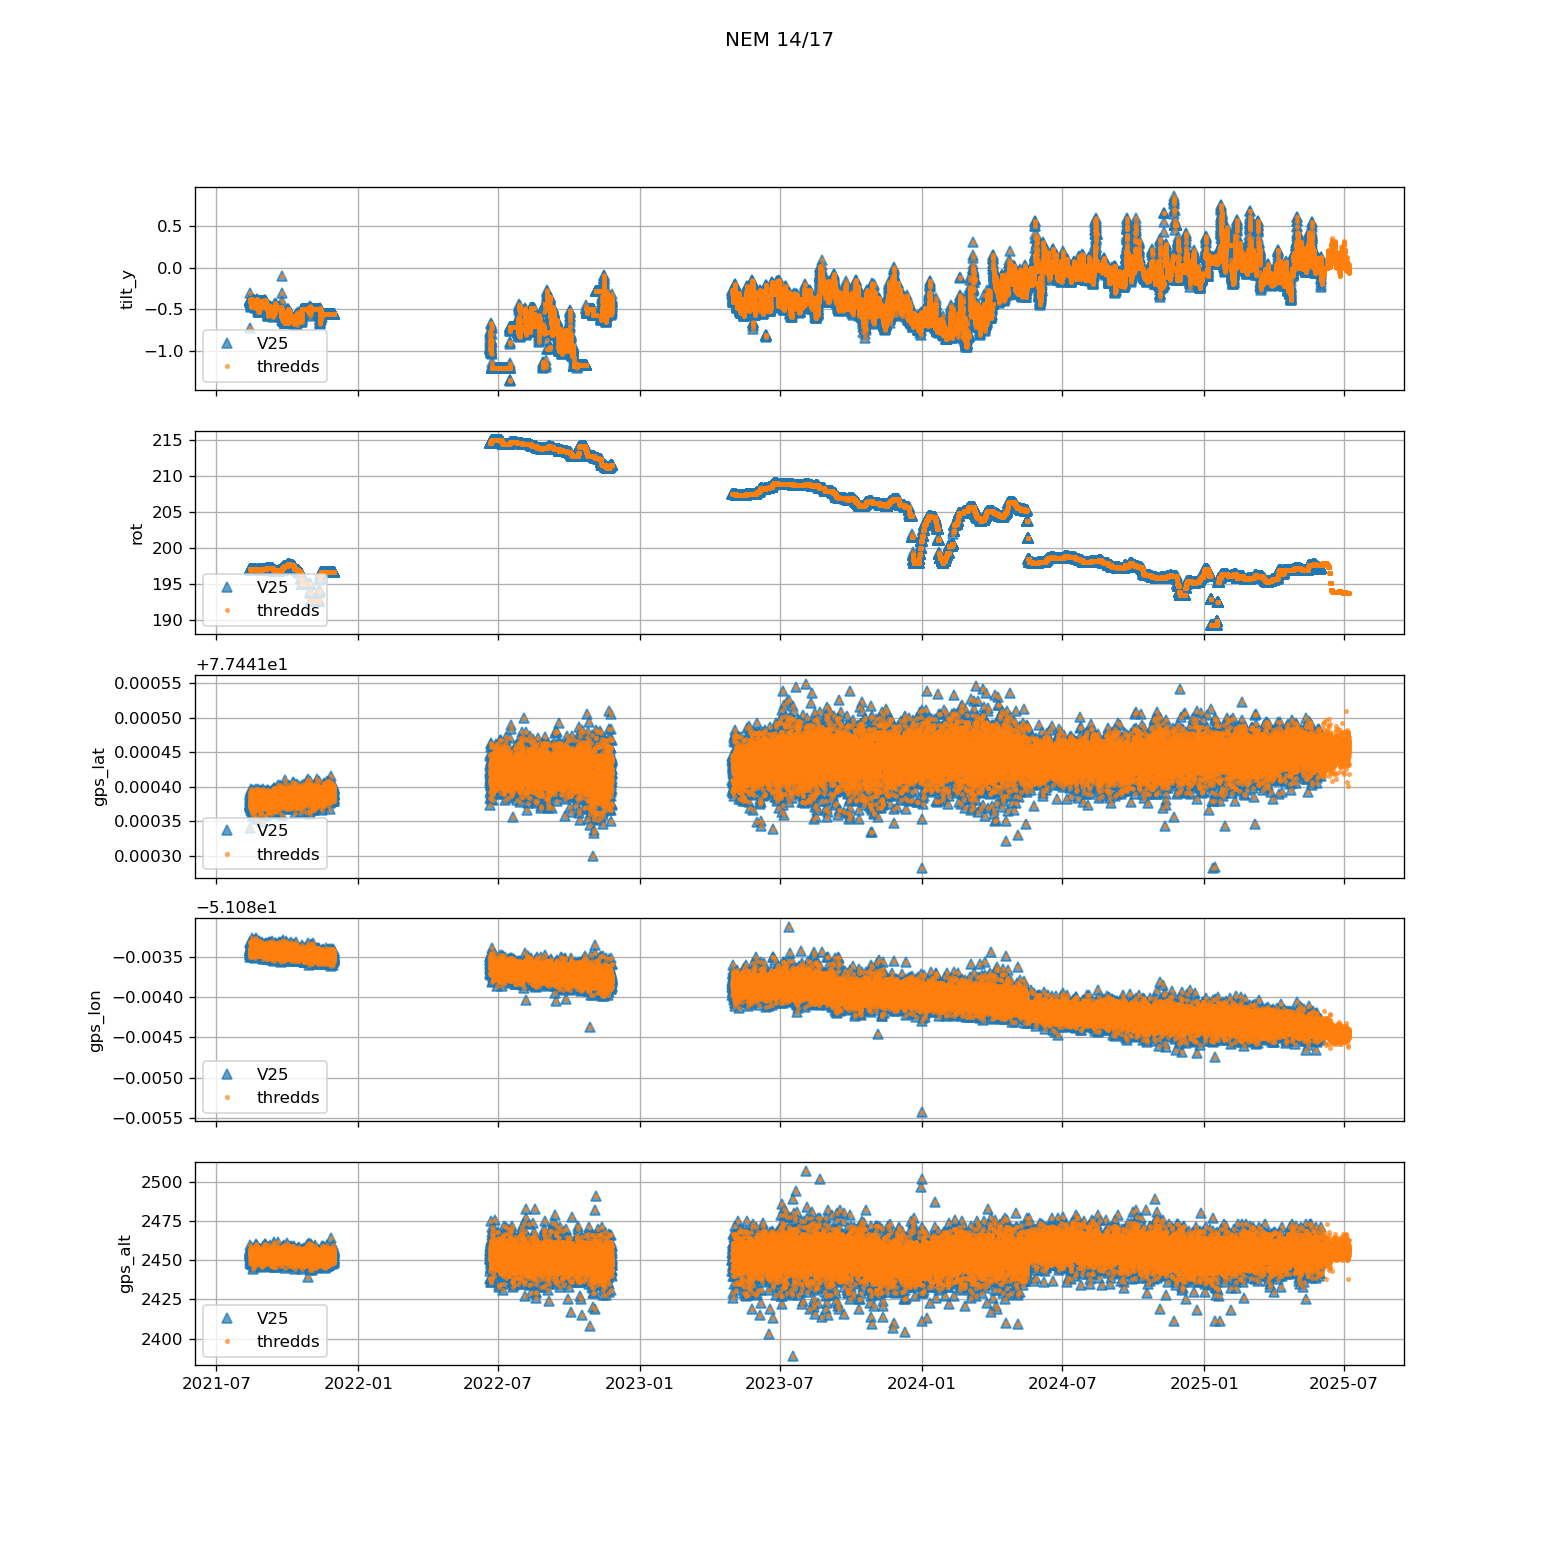 NEM 14/17
0.5
0.0
−0.5
−1.0
tilt_y
V25
thredds
215
210
205
200
195
190
rot
V25
thredds
+7.7441e1
0.00055
0.00050
0.00045
0.00040
0.00035
0.00030
gps_lat
V25
thredds
−5.108e1
−0.0035
−0.0040
−0.0045
−0.0050
−0.0055
gps_lon
V25
thredds
2500
2475
2450
2425
2400
gps_alt
V25
thredds
2021-07 2022-01 2022-07 2023-01 2023-07 2024-01 2024-07 2025-01 2025-07